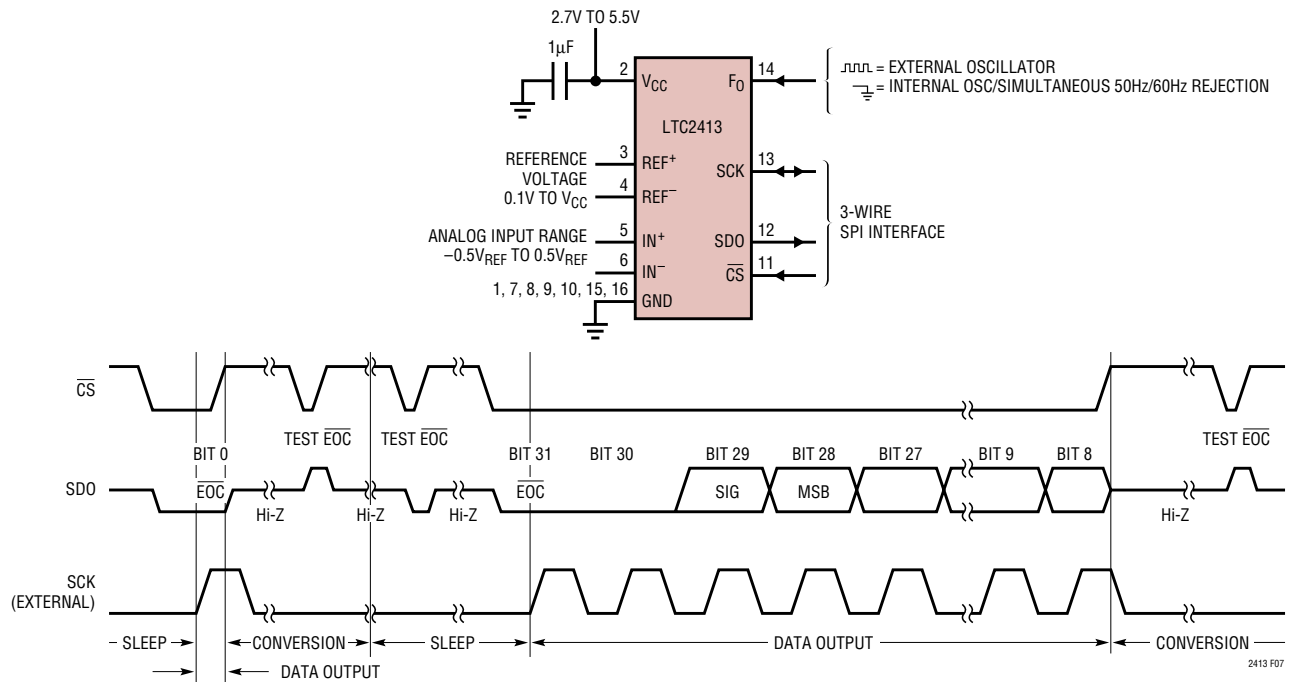 2.7V TO 5.5V
1µF
2
VCC
FO
14
= EXTERNAL OSCILLATOR
= INTERNAL OSC/SIMULTANEOUS 50Hz/60Hz REJECTION
LTC2413
REFERENCE
VOLTAGE
0.1V TO VCC
3
REF+
4
REF–
SCK
13
ANALOG INPUT RANGE
–0.5VREF TO 0.5VREF
5
IN+
6
IN–
SDO
12
CS
11
3-WIRE
SPI INTERFACE
1, 7, 8, 9, 10, 15, 16
GND
CS
TEST EOC
TEST EOC
TEST EOC
BIT 0
BIT 31
BIT 30
BIT 29
BIT 28
BIT 27
BIT 9
BIT 8
SDO
EOC
EOC
SIG
MSB
Hi-Z
Hi-Z
Hi-Z
Hi-Z
SCK
(EXTERNAL)
SLEEP
CONVERSION
SLEEP
DATA OUTPUT
CONVERSION
DATA OUTPUT
2413 F07